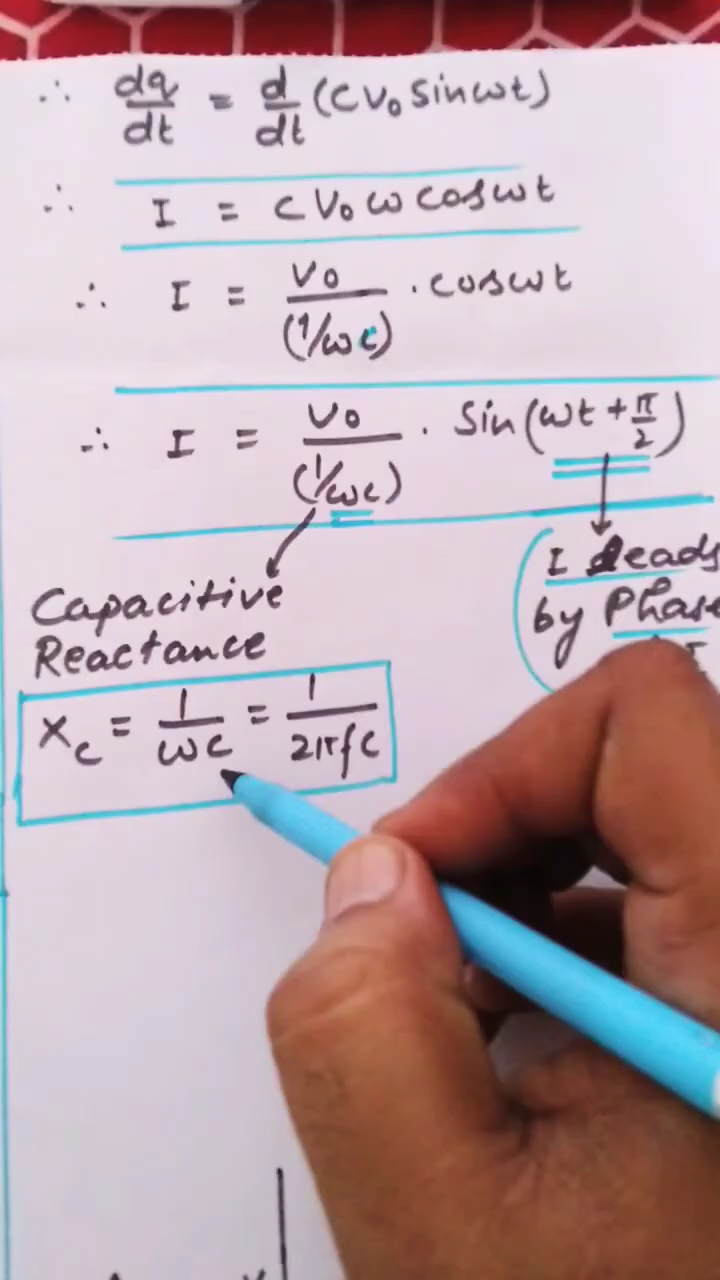 ∴ dq/dt = d/dt (CV₀ sinωt)
∴ I = CV₀ω cosωt
∴ I = V₀/(1/ωc) . cosωt
∴ I = V₀/(1/ωc) . Sin(ωt + π/2)
I Leads
by Phase
Capacitive
Reactance
X_C = 1/ωC = 1/2πfC